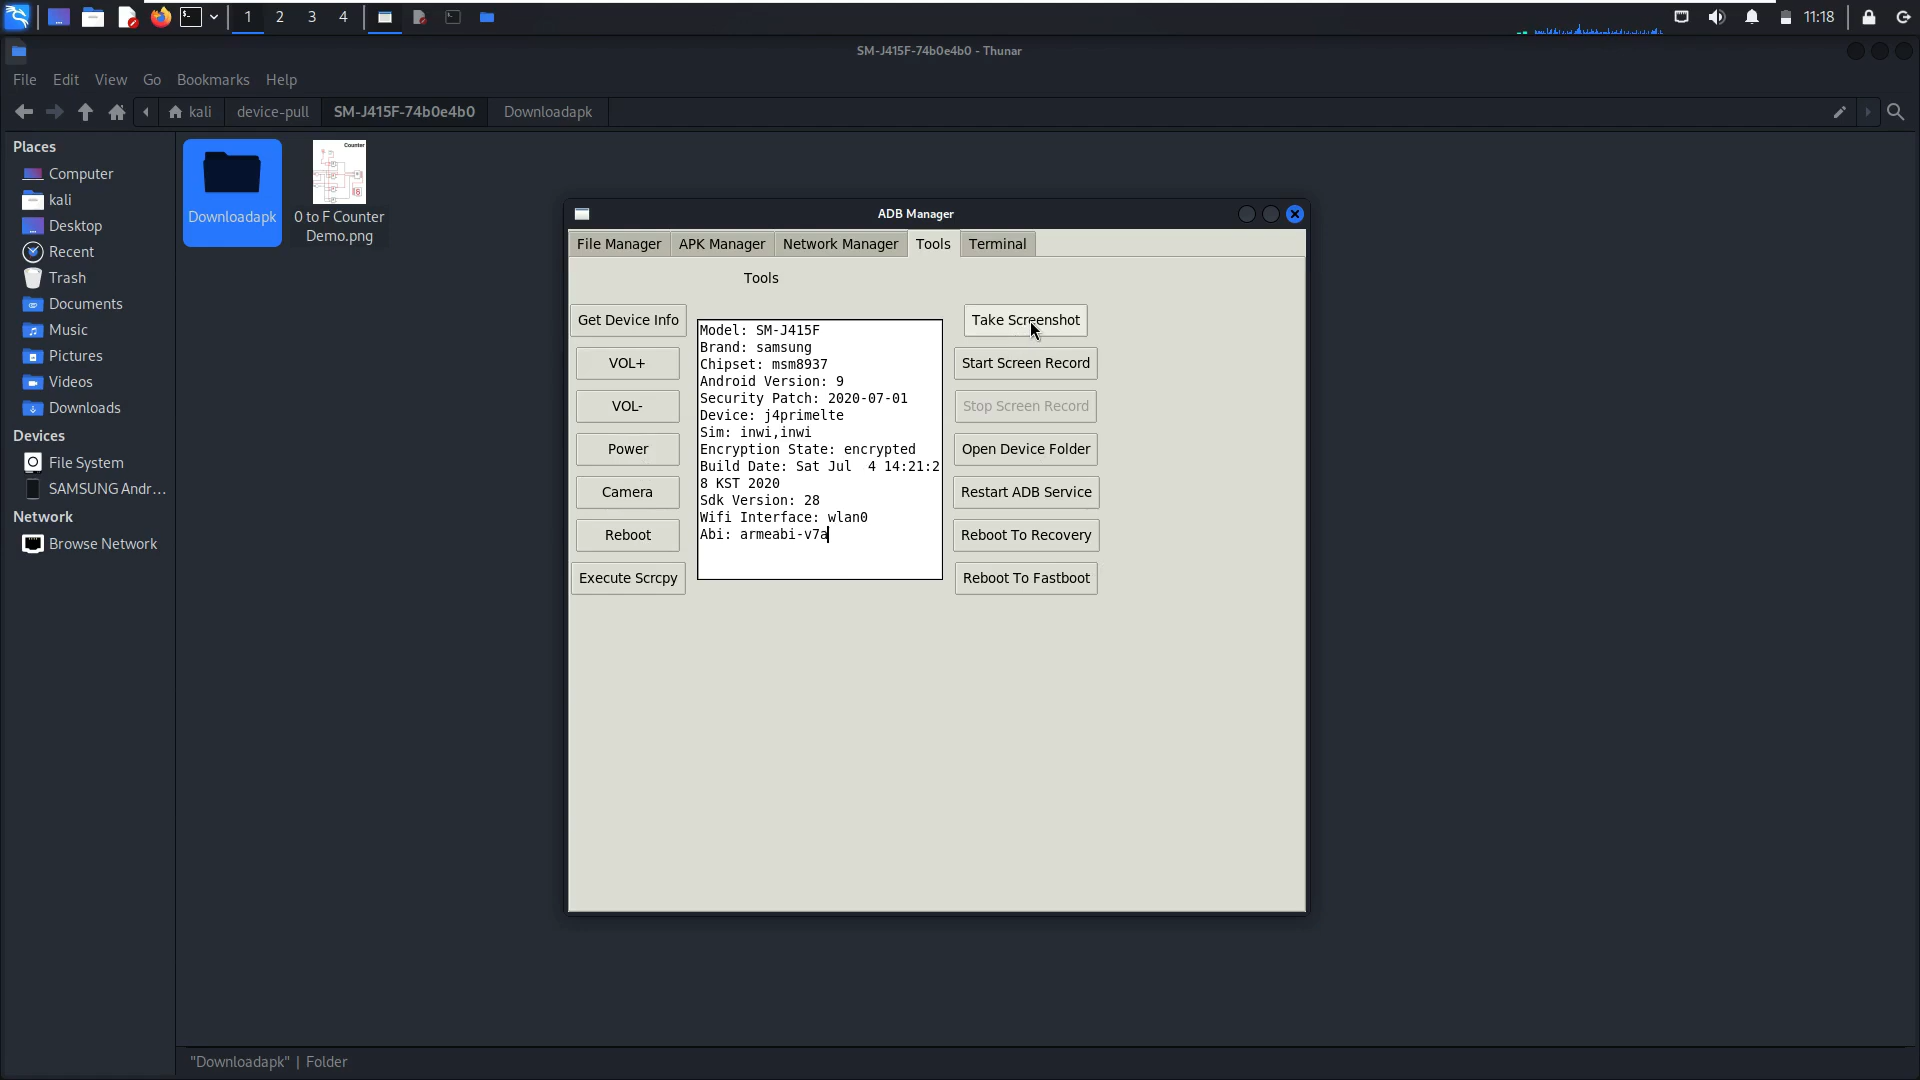 1 2 3 4
11:18
SM-J415F-74b0e4b0 - Thunar
File Edit View Go Bookmarks Help
kali device-pull SM-J415F-74b0e4b0 Downloadapk
Places
Computer
kali
Desktop
Recent
Trash
Documents
Music
Pictures
Videos
Downloads
Devices
File System
SAMSUNG Andr...
Network
Browse Network
Downloadapk
Counter
0 to F Counter
Demo.png
ADB Manager
File Manager APK Manager Network Manager Tools Terminal
Tools
Get Device Info
VOL+
VOL-
Power
Camera
Reboot
Execute Scrcpy
Model: SM-J415F
Brand: samsung
Chipset: msm8937
Android Version: 9
Security Patch: 2020-07-01
Device: j4primelte
Sim: inwi,inwi
Encryption State: encrypted
Build Date: Sat Jul  4 14:21:2
8 KST 2020
Sdk Version: 28
Wifi Interface: wlan0
Abi: armeabi-v7a
Take Screenshot
Start Screen Record
Stop Screen Record
Open Device Folder
Restart ADB Service
Reboot To Recovery
Reboot To Fastboot
"Downloadapk" | Folder